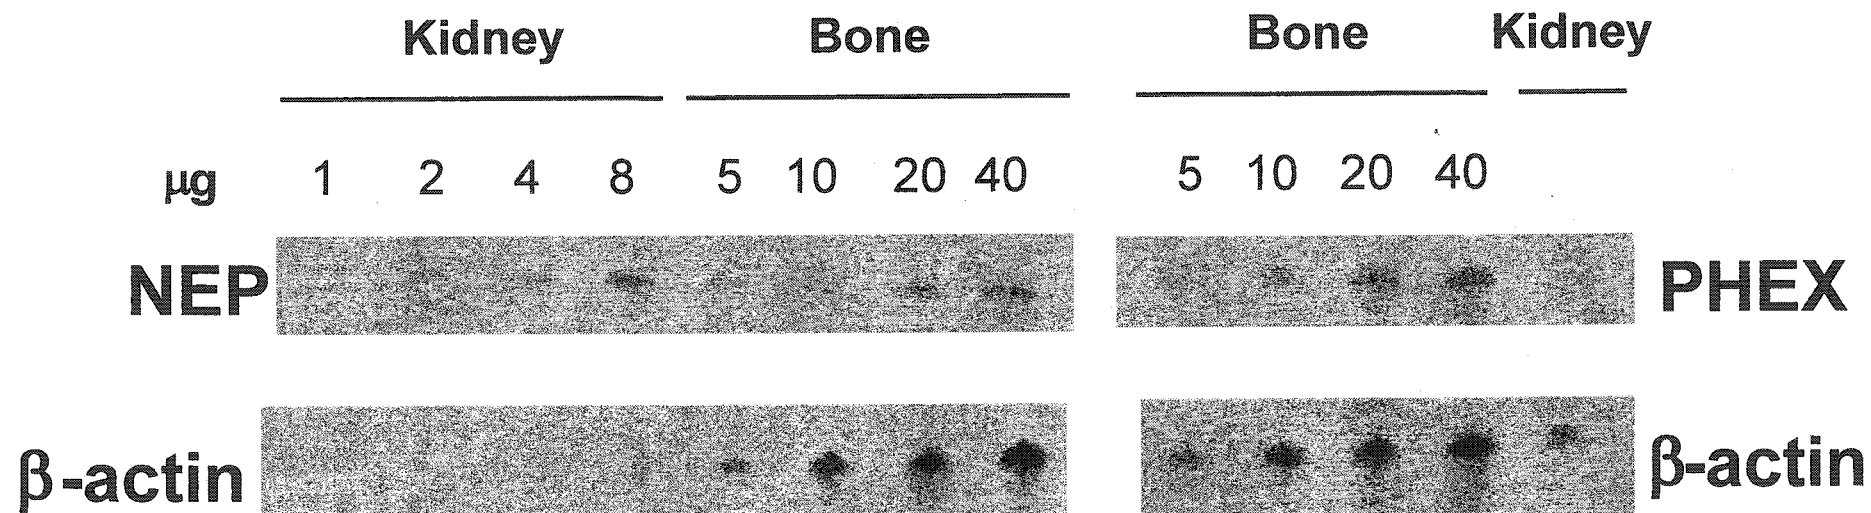 Kidney Bone Bone Kidney
μg 1 2 4 8 5 10 20 40 5 10 20 40
NEP PHEX
β-actin β-actin